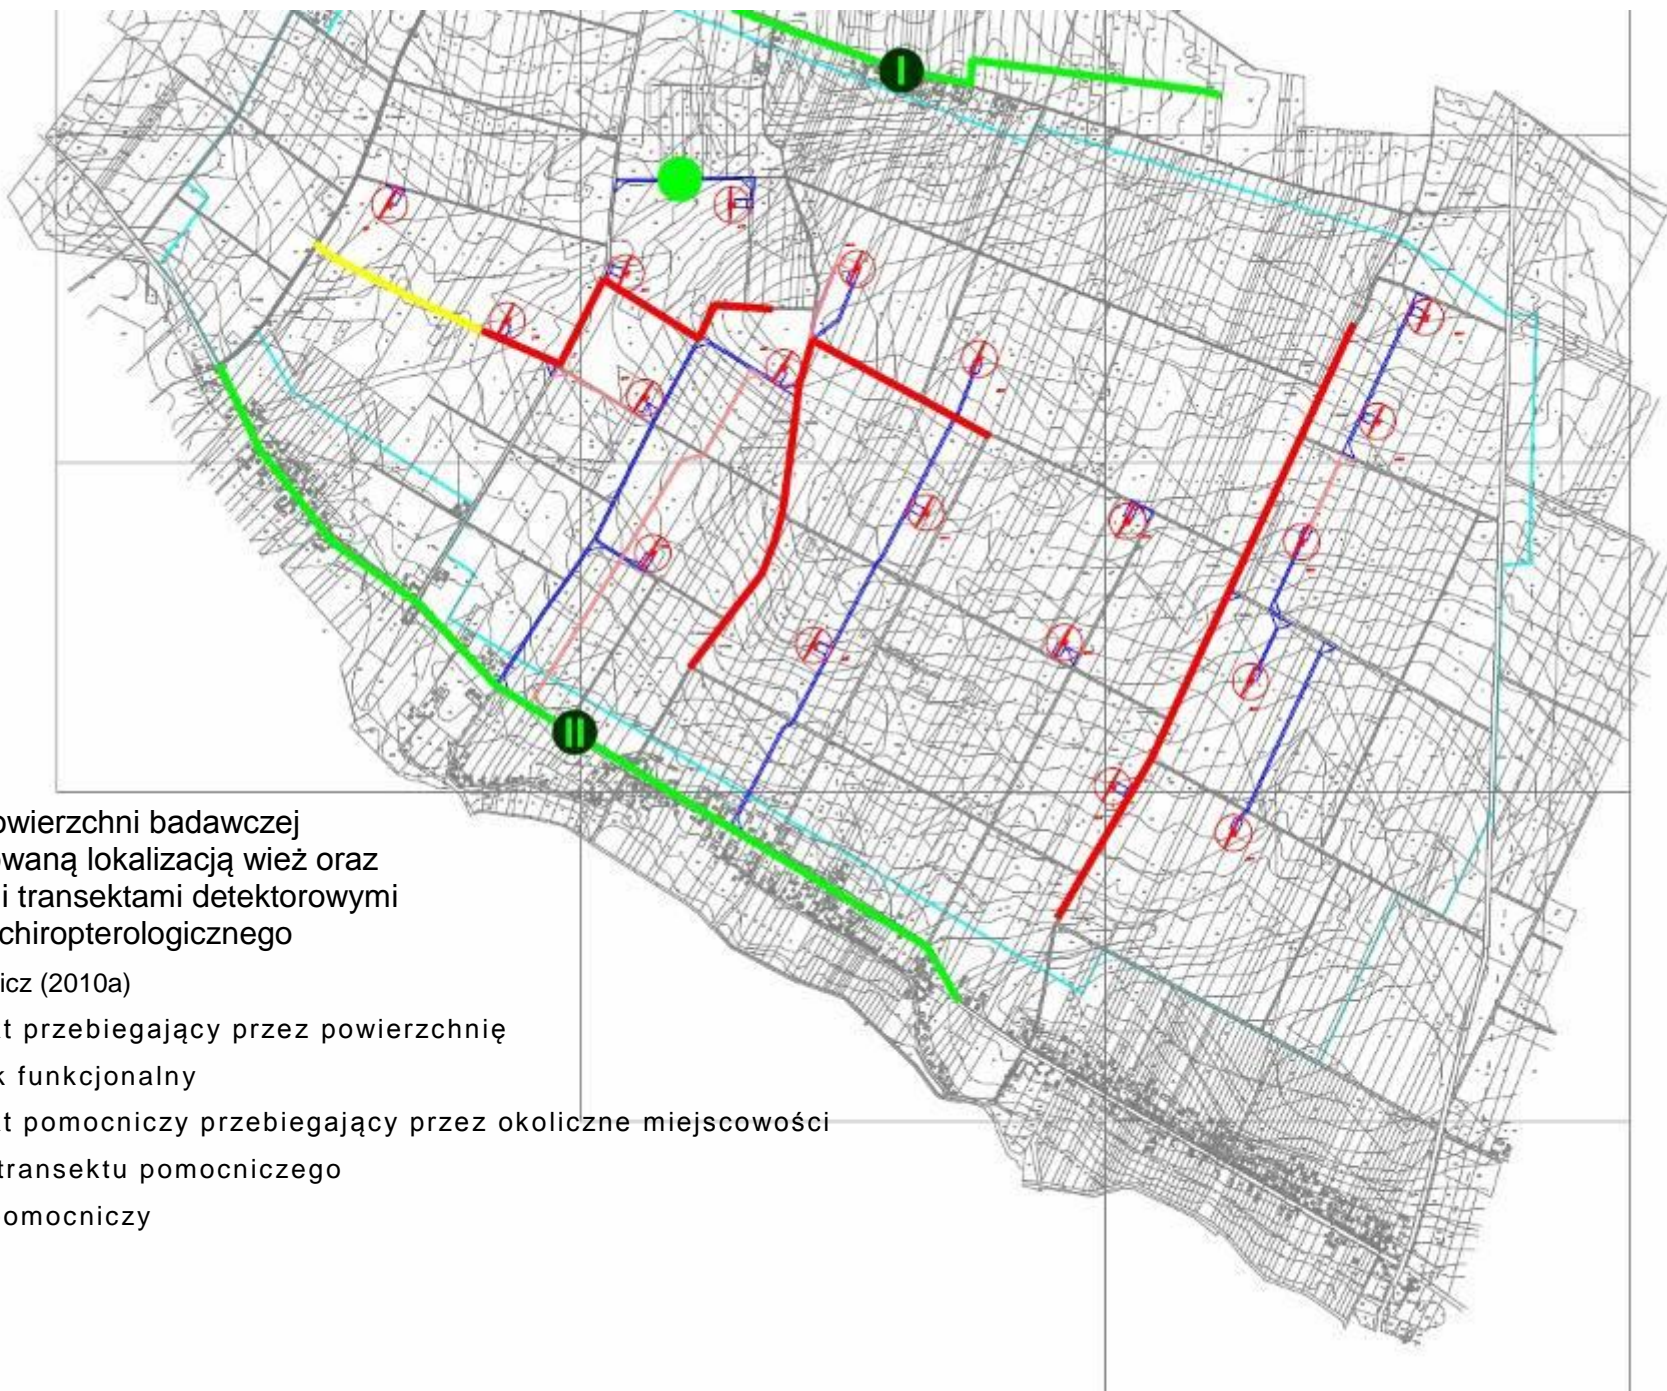 I
II
owierzchni badawczej
owaną lokalizacją wież oraz
i transektami detektorowymi
chiropterologicznego
icz (2010a)
t przebiegający przez powierzchnię
k funkcjonalny
t pomocniczy przebiegający przez okoliczne miejscowości
transektu pomocniczego
omocniczy